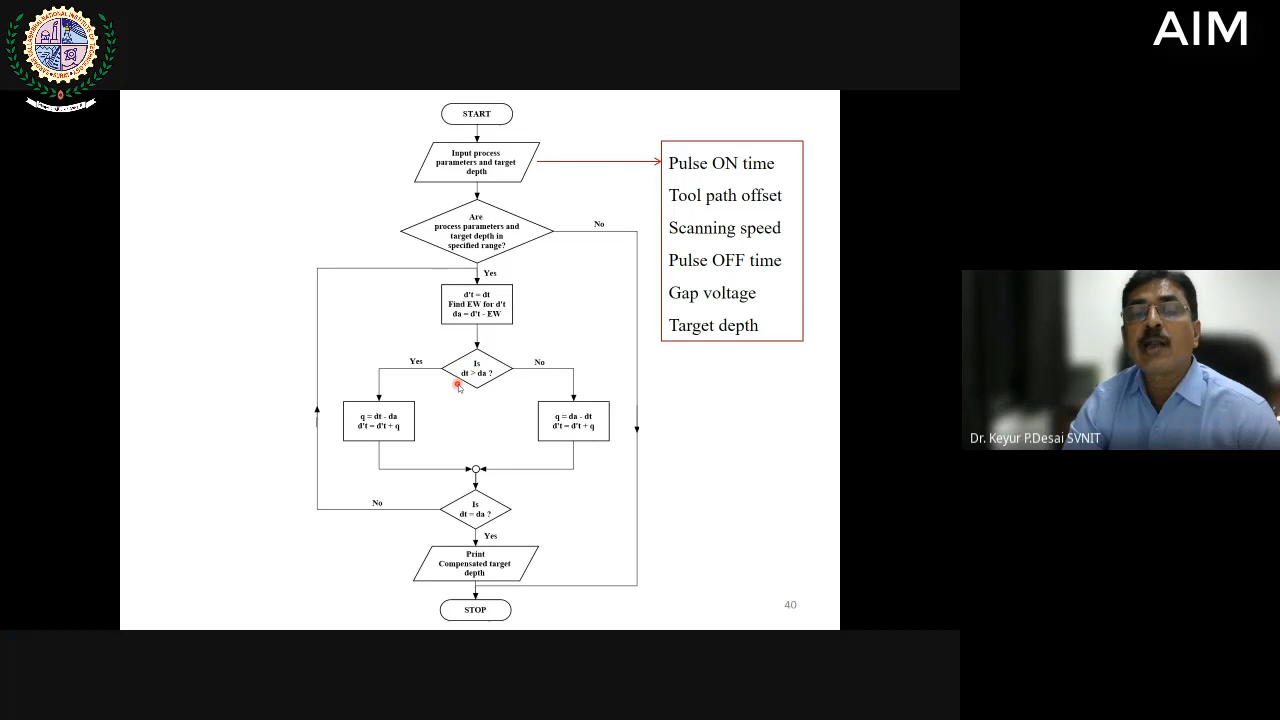 AIM
START
Input process
parameters and target
depth
Pulse ON time
Tool path offset
Scanning speed
Pulse OFF time
Gap voltage
Target depth
Are
process parameters and
target depth in
specified range?
No
Yes
d't = dt
Find EW for d't
da = d't - EW
Is
dt > da ?
Yes
No
q = dt - da
d't = d't + q
q = da - dt
d't = d't + q
Is
dt = da ?
No
Yes
Print
Compensated target
depth
STOP
40
Dr. Keyur P.Desai SVNIT